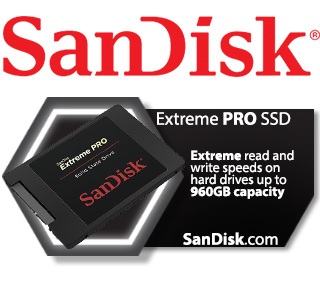 SanDisk®
Extreme PRO SSD
Extreme read and
write speeds on
hard drives up to
960GB capacity
SanDisk.com
SanDisk
Extreme PRO
Solid State Drive
SanDisk